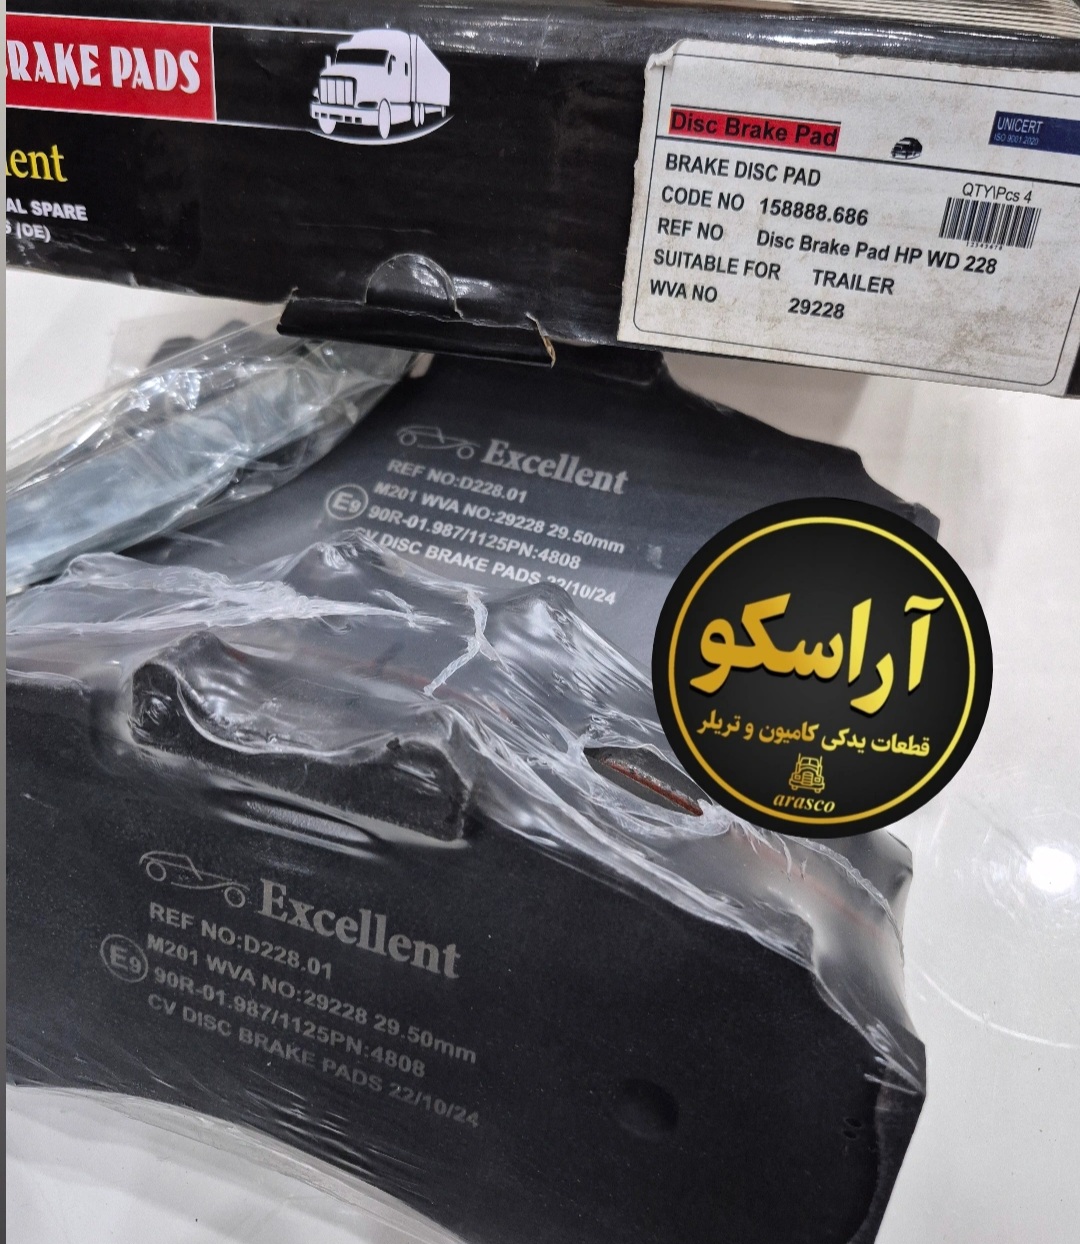 BRAKE PADS
ent
AL SPARE
(DE)
Disc Brake Pad
UNICERT
ISO 9001:2020
BRAKE DISC PAD
QTY\Pcs 4
CODE NO 158888.686
REF NO Disc Brake Pad HP WD 228
SUITABLE FOR TRAILER
WVA NO 29228
Excellent
REF NO:D228.01
M201 WVA NO:29228 29.50mm
E9 90R-01.987/1125PN:4808
CV DISC BRAKE PADS 22/10/24
آراسکو
قطعات یدکی کامیون و تریلر
arasco
Excellent
REF NO:D228.01
M201 WVA NO:29228 29.50mm
E9 90R-01.987/1125PN:4808
CV DISC BRAKE PADS 22/10/24